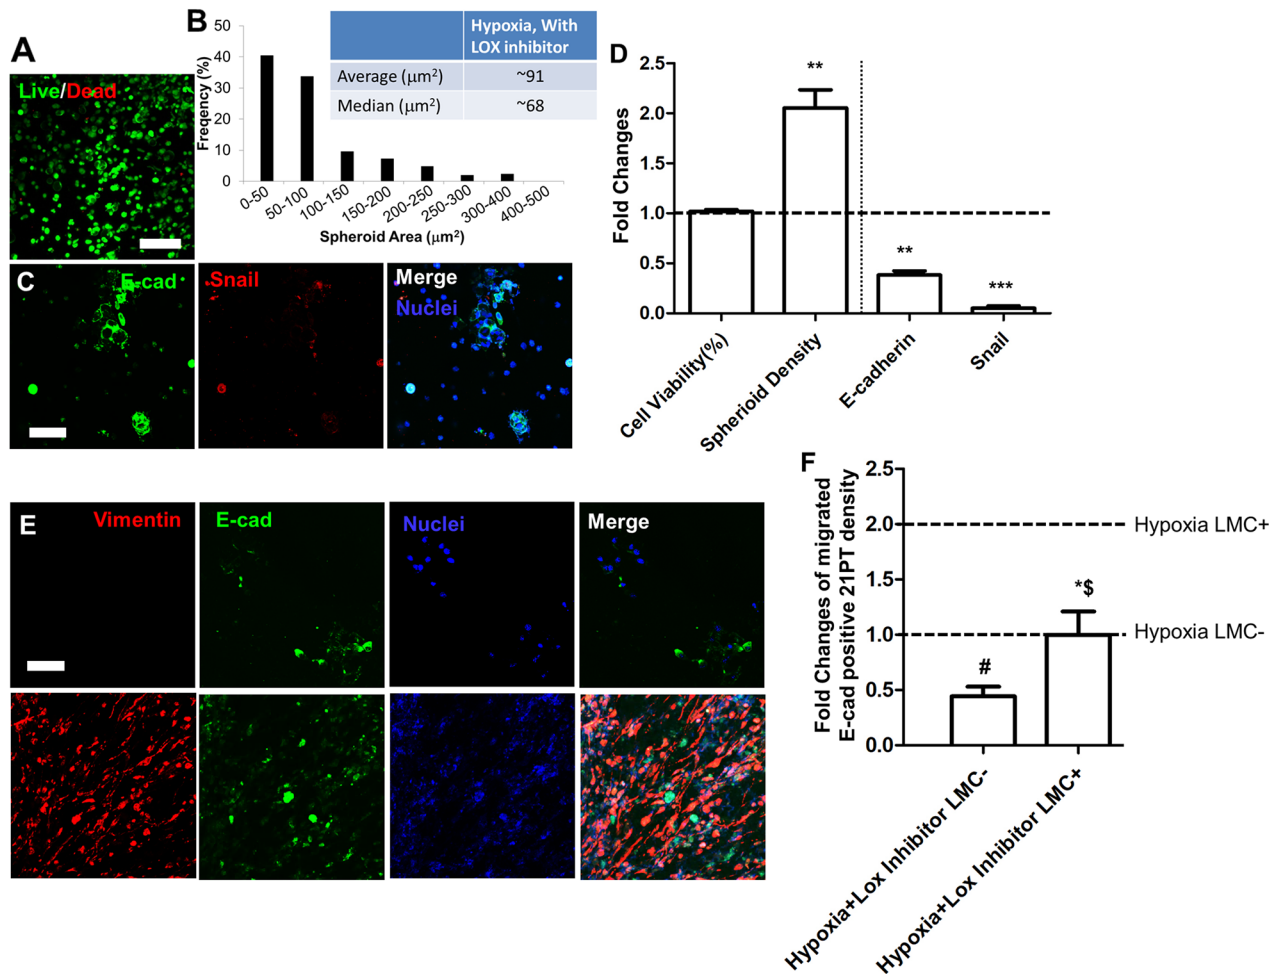 A
Live/Dead
B
Freqency (%)
50
40
30
20
10
0
0-50
50-100
100-150
150-200
200-250
250-300
300-400
400-500
Spheroid Area (μm²)
Hypoxia, With
LOX inhibitor
Average (μm²) ~91
Median (μm²) ~68
C
E-cad
Snail
Merge
Nuclei
D
Fold Changes
2.5
2.0
1.5
1.0
0.5
0.0
**
**
***
Cell Viability(%)
Spherioid Density
E-cadherin
Snail
E
Vimentin
E-cad
Nuclei
Merge
F
Fold Changes of migrated
E-cad positive 21PT density
2.5
2.0
1.5
1.0
0.5
0.0
Hypoxia LMC+
Hypoxia LMC-
#
*$
Hypoxia+Lox Inhibitor LMC-
Hypoxia+Lox Inhibitor LMC+